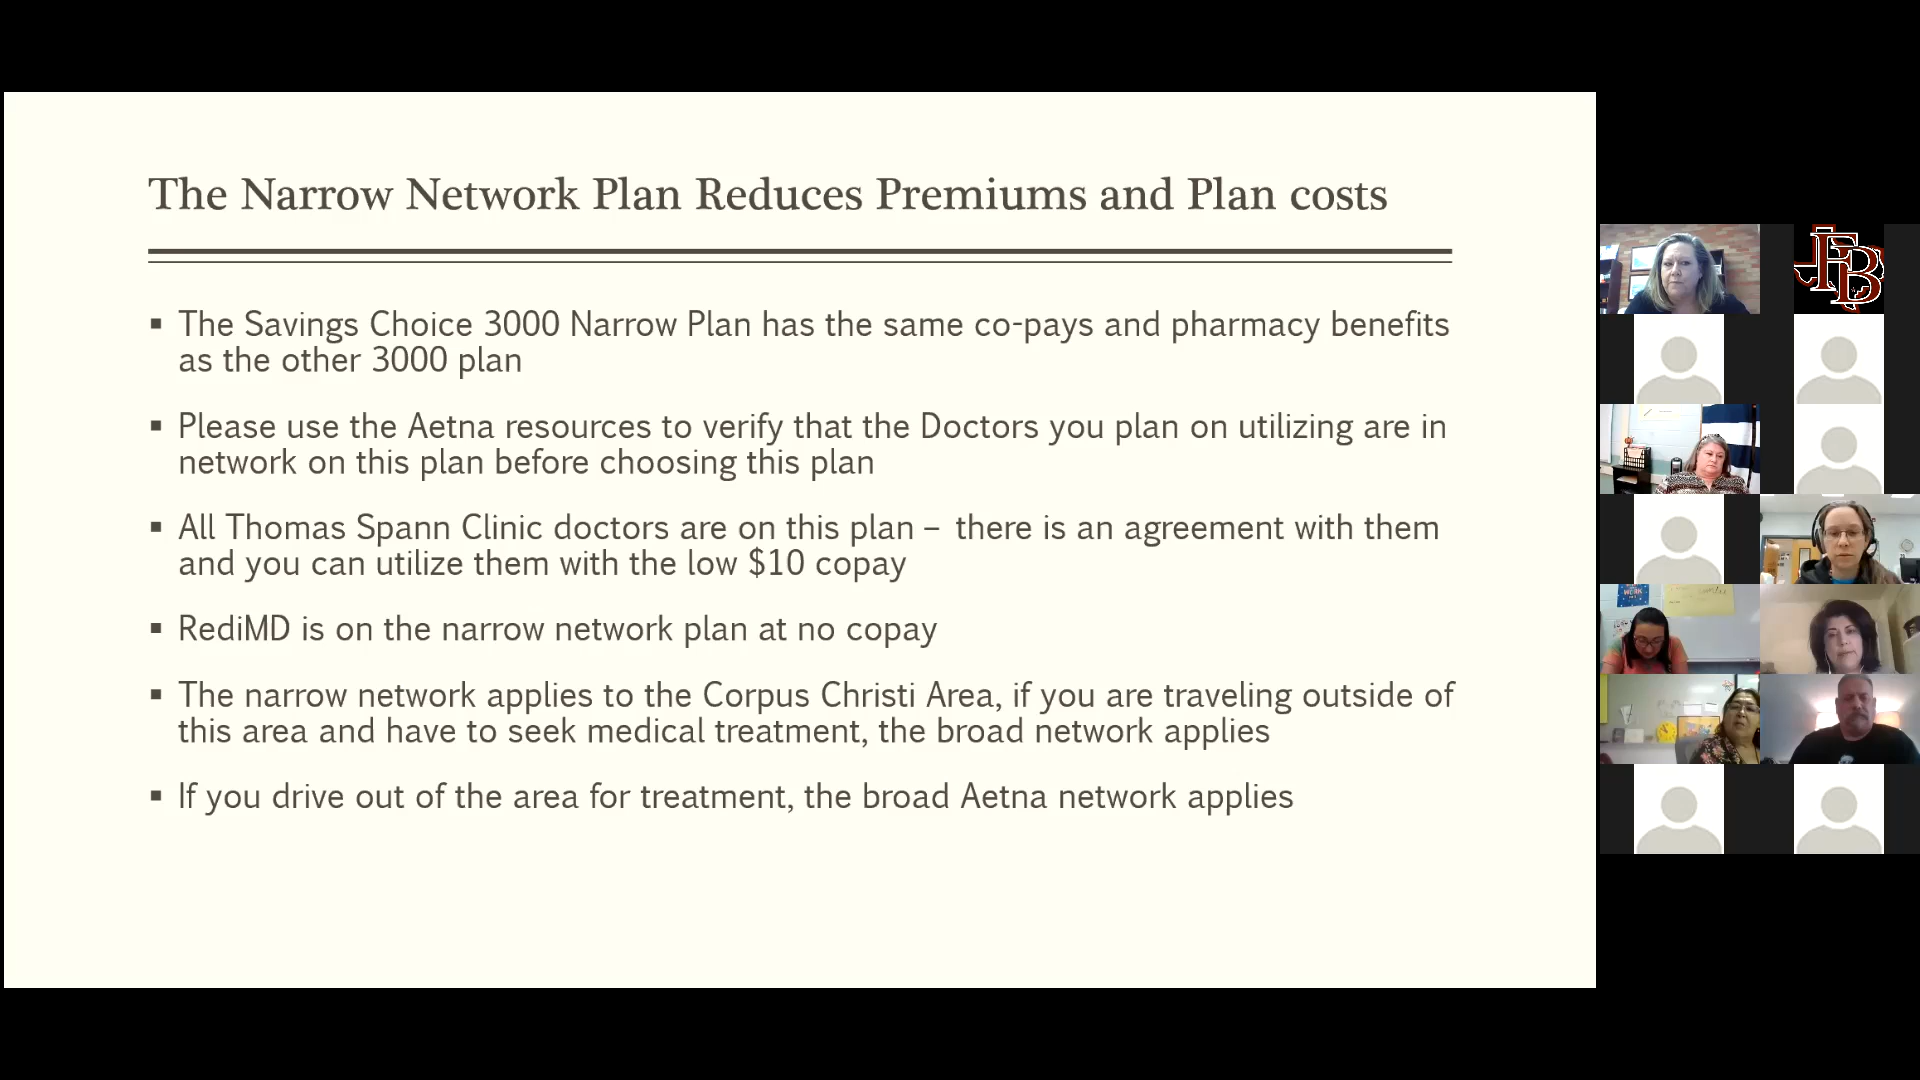 The Narrow Network Plan Reduces Premiums and Plan costs
▪ The Savings Choice 3000 Narrow Plan has the same co-pays and pharmacy benefits
as the other 3000 plan
▪ Please use the Aetna resources to verify that the Doctors you plan on utilizing are in
network on this plan before choosing this plan
▪ All Thomas Spann Clinic doctors are on this plan – there is an agreement with them
and you can utilize them with the low $10 copay
▪ RediMD is on the narrow network plan at no copay
▪ The narrow network applies to the Corpus Christi Area, if you are traveling outside of
this area and have to seek medical treatment, the broad network applies
▪ If you drive out of the area for treatment, the broad Aetna network applies
FB
WORK